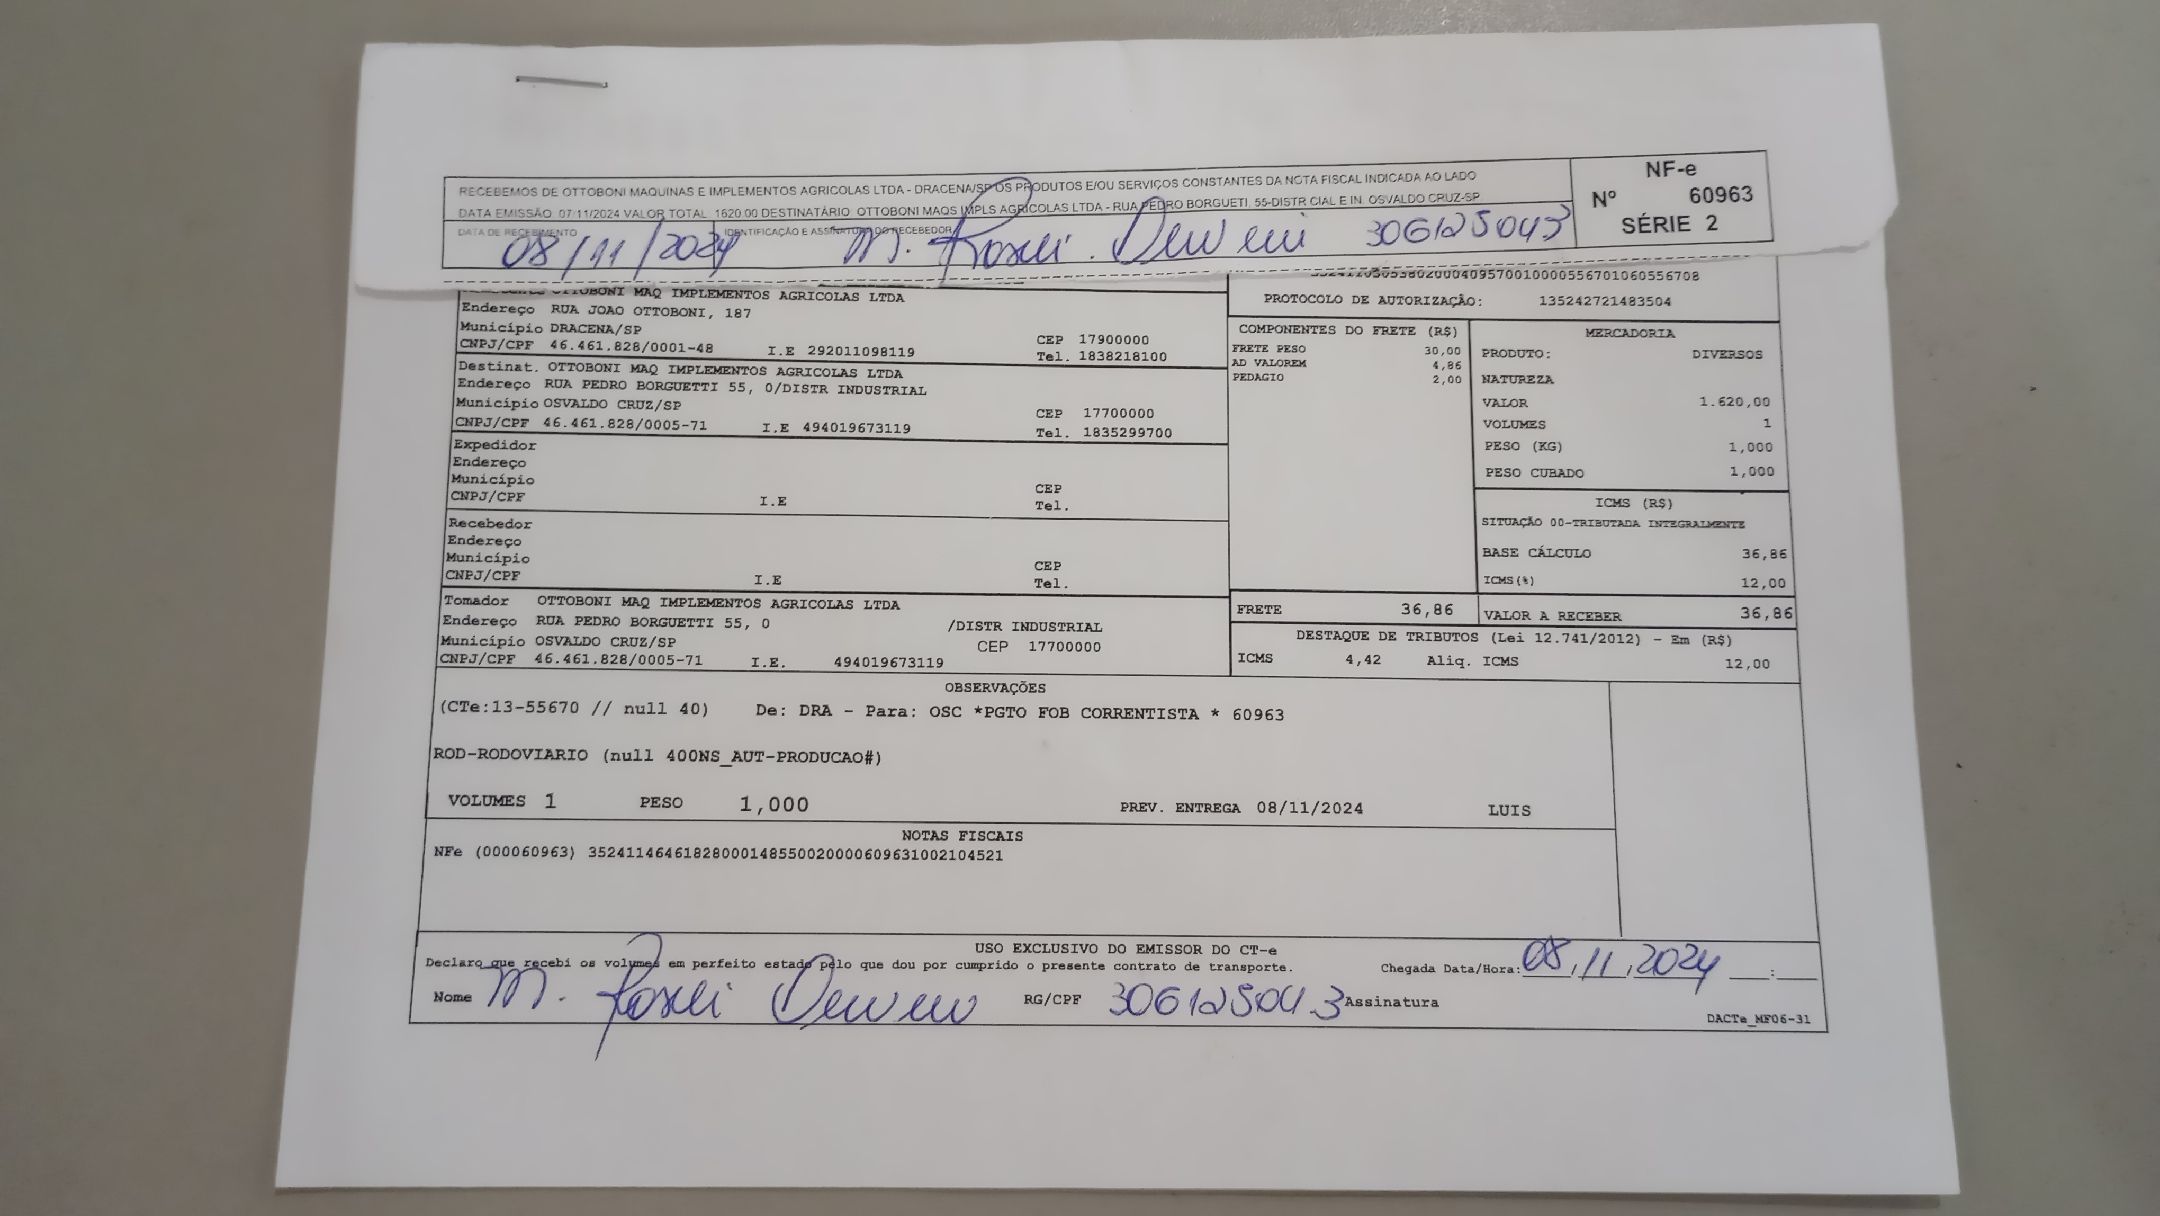 RECEBEMOS DE OTTOBONI MAQUINAS E IMPLEMENTOS AGRICOLAS LTDA - DRACENA/SP OS PRODUTOS E/OU SERVIÇOS CONSTANTES DA NOTA FISCAL INDICADA AO LADO
DATA EMISSÃO 07/11/2024 VALOR TOTAL 1620.00 DESTINATÁRIO OTTOBONI MAQS IMPLS AGRICOLAS LTDA - RUA PEDRO BORGUETI, 55-DISTR CIAL E IN. OSVALDO CRUZ-SP
DATA DE RECEBIMENTO IDENTIFICAÇÃO E ASSINATURA DO RECEBEDOR
08/11/2024 M. Roseli 306125043
NF-e
Nº 60963
SÉRIE 2
PROTOCOLO DE AUTORIZAÇÃO: 135242721483504
OTTOBONI MAQ IMPLEMENTOS AGRICOLAS LTDA
Endereço RUA JOAO OTTOBONI, 187
Município DRACENA/SP CEP 17900000
CNPJ/CPF 46.461.828/0001-48 I.E 292011098119 Tel. 1838218100
Destinat. OTTOBONI MAQ IMPLEMENTOS AGRICOLAS LTDA
Endereço RUA PEDRO BORGUETTI 55, 0/DISTR INDUSTRIAL
Município OSVALDO CRUZ/SP CEP 17700000
CNPJ/CPF 46.461.828/0005-71 I.E 494019673119 Tel. 1835299700
Expedidor
Endereço
Município CEP
CNPJ/CPF I.E Tel.
Recebedor
Endereço
Município CEP
CNPJ/CPF I.E Tel.
Tomador OTTOBONI MAQ IMPLEMENTOS AGRICOLAS LTDA
Endereço RUA PEDRO BORGUETTI 55, 0 /DISTR INDUSTRIAL
Município OSVALDO CRUZ/SP CEP 17700000
CNPJ/CPF 46.461.828/0005-71 I.E. 494019673119
COMPONENTES DO FRETE (R$)
FRETE PESO 30,00
AD VALOREM 4,86
PEDAGIO 2,00
MERCADORIA
PRODUTO: DIVERSOS
NATUREZA
VALOR 1.620,00
VOLUMES 1
PESO (KG) 1,000
PESO CUBADO 1,000
ICMS (R$)
SITUAÇÃO 00-TRIBUTADA INTEGRALMENTE
BASE CÁLCULO 36,86
ICMS(%) 12,00
FRETE 36,86 VALOR A RECEBER 36,86
DESTAQUE DE TRIBUTOS (Lei 12.741/2012) - Em (R$)
ICMS 4,42 Aliq. ICMS 12,00
OBSERVAÇÕES
(CTe:13-55670 // null 40) De: DRA - Para: OSC *PGTO FOB CORRENTISTA * 60963
ROD-RODOVIARIO (null 400NS_AUT-PRODUCAO#)
VOLUMES 1 PESO 1,000 PREV. ENTREGA 08/11/2024 LUIS
NOTAS FISCAIS
NFe (000060963) 35241146461828000148550020000609631002104521
USO EXCLUSIVO DO EMISSOR DO CT-e
Declaro que recebi os volumes em perfeito estado pelo que dou por cumprido o presente contrato de transporte. Chegada Data/Hora: 08/11/2024 __:__
Nome M. Roseli RG/CPF 306125043 Assinatura
DACTe_MF06-31